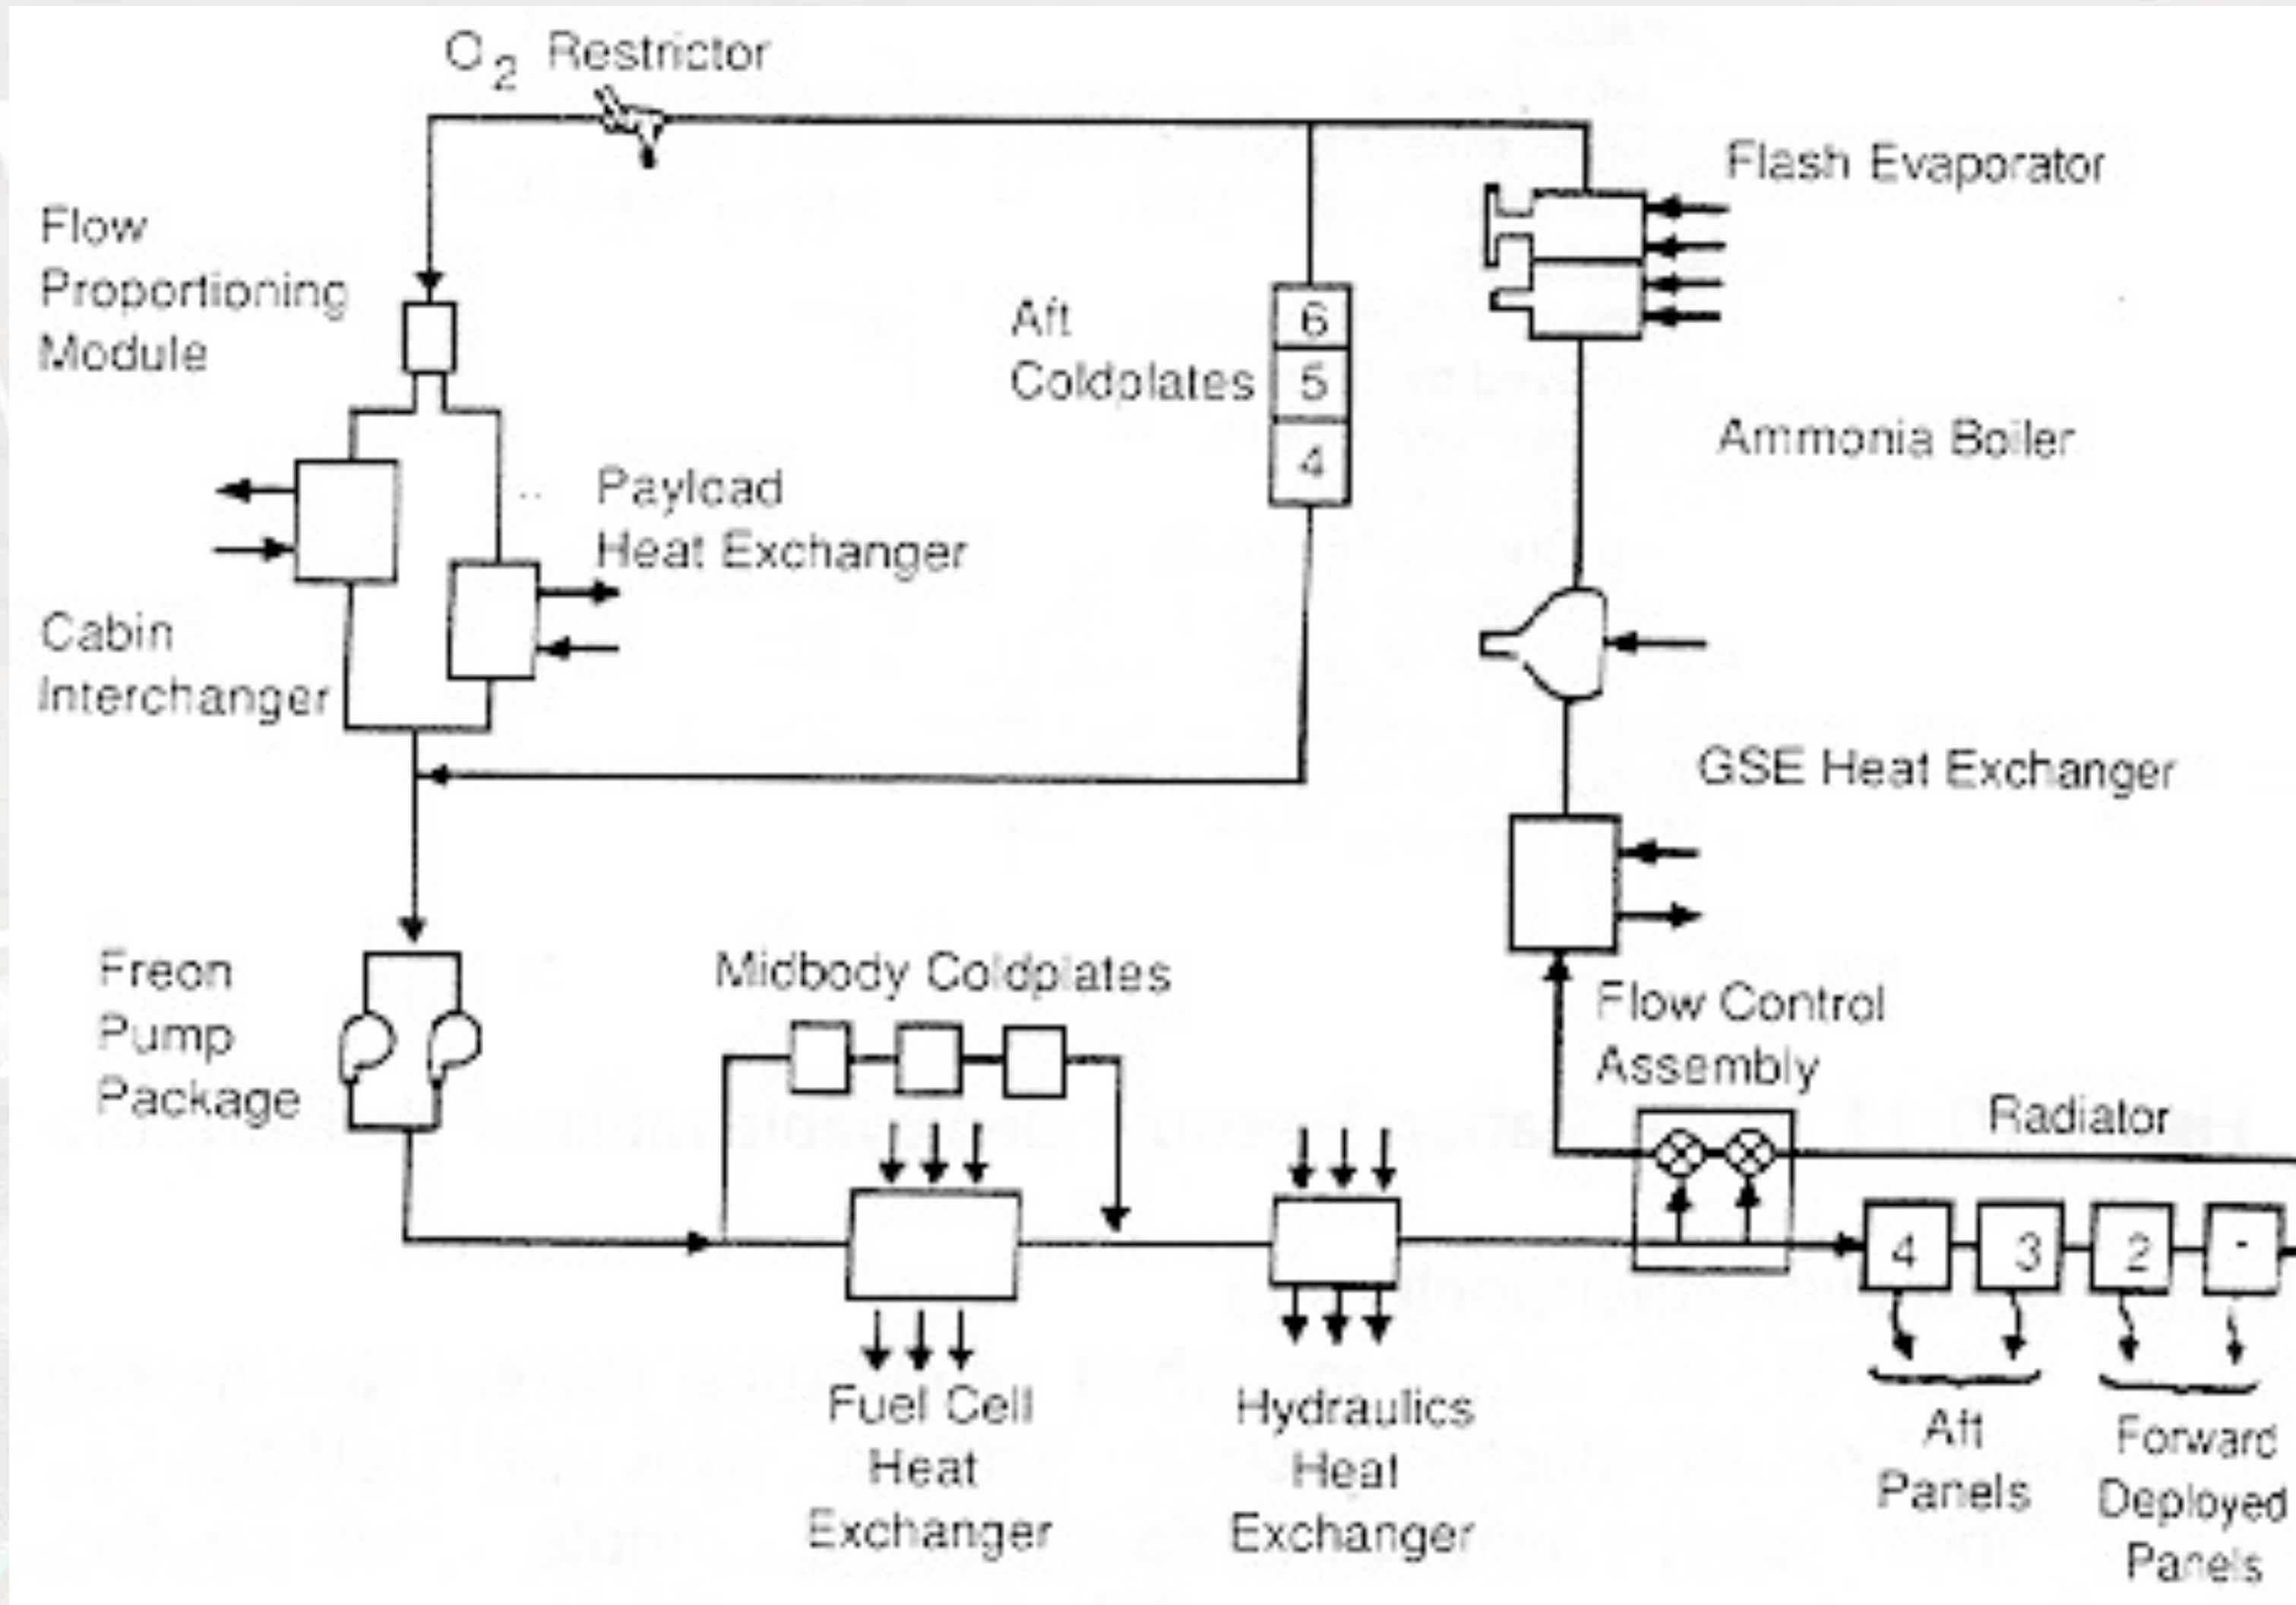 O2 Restrictor
Flash Evaporator
Flow
Proportioning
Module
Aft
Coldplates
6
5
4
Ammonia Boiler
Payload
Heat Exchanger
Cabin
Interchanger
GSE Heat Exchanger
Freon
Pump
Package
Midbody Coldplates
Flow Control
Assembly
Radiator
4
3
2
Fuel Cell
Heat
Exchanger
Hydraulics
Heat
Exchanger
Aft
Panels
Forward
Deployed
Panels